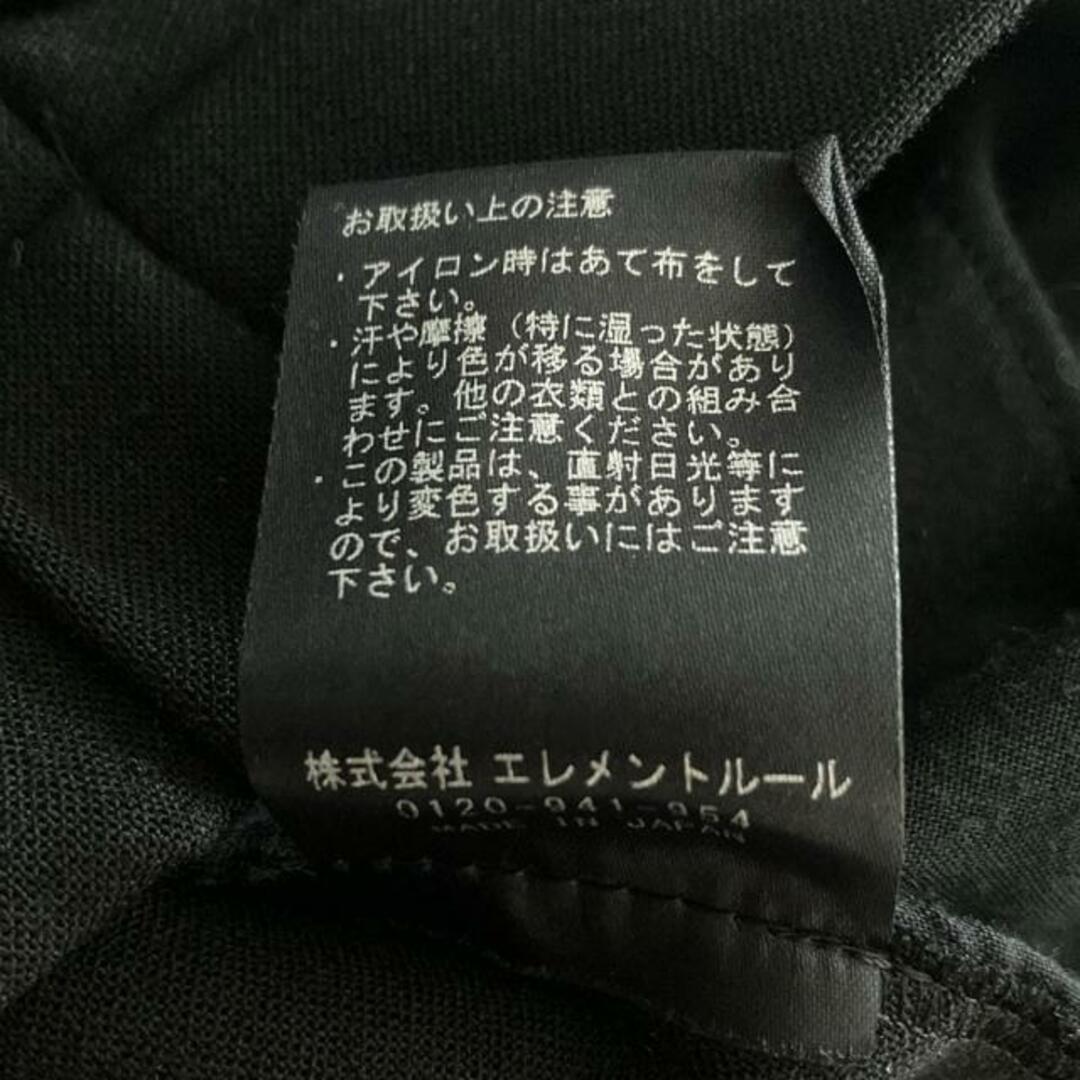 お取扱い上の注意
・アイロン時はあて布をして
下さい。
・汗や摩擦（特に湿った状態）
により色が移る場合があり
ます。他の衣類との組み合
わせにご注意ください。
・この製品は、直射日光等に
より変色する事があります
ので、お取扱いにはご注意
下さい。
株式会社 エレメントルール
0120-941-954
MADE IN JAPAN